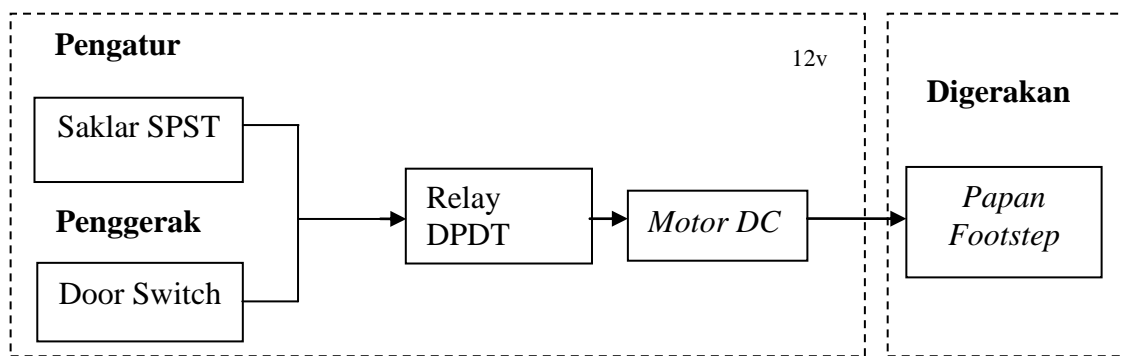 Pengatur
12v
Saklar SPST
Penggerak
Door Switch
Relay
DPDT
Motor DC
Digerakan
Papan
Footstep